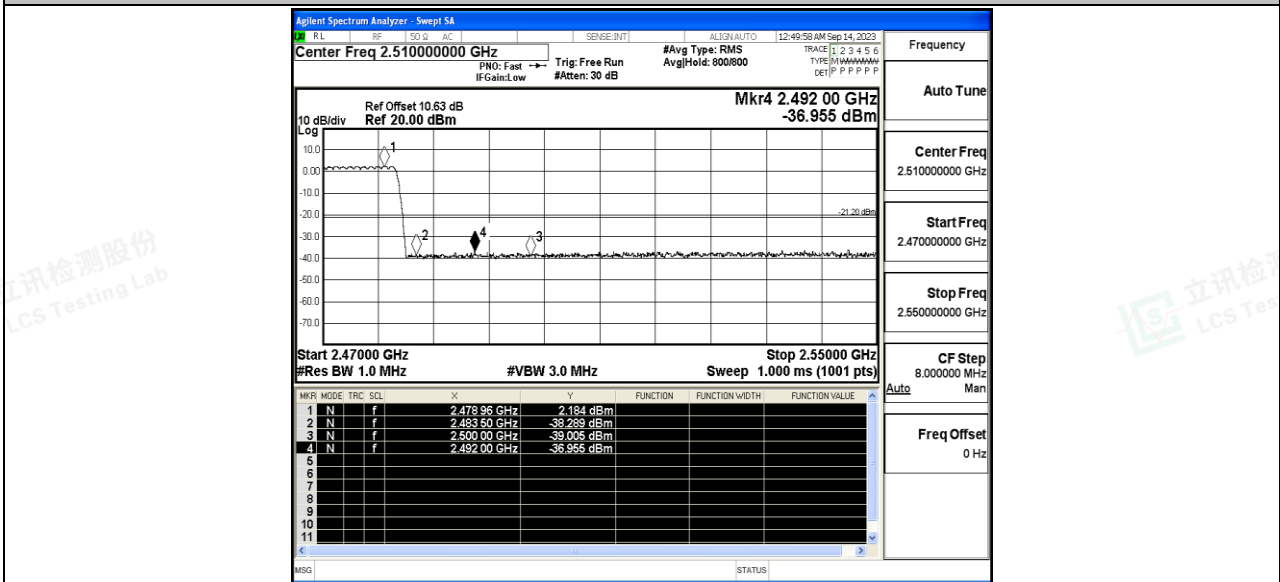 Agilent Spectrum Analyzer - Swept SA
RL RF 50 Ω AC SENSE:INT ALIGNAUTO 12:49:58 AM Sep 14, 2023
Center Freq 2.510000000 GHz
PNO: Fast
IFGain:Low
Trig: Free Run
#Atten: 30 dB
#Avg Type: RMS
Avg|Hold: 800/800
TRACE 1 2 3 4 5 6
TYPE M W W W W W
DET P P P P P P
Frequency
Auto Tune
Center Freq
2.510000000 GHz
Start Freq
2.470000000 GHz
Stop Freq
2.550000000 GHz
CF Step
8.000000 MHz
Auto Man
Freq Offset
0 Hz
Mkr4 2.492 00 GHz
-36.955 dBm
Ref Offset 10.63 dB
10 dB/div Ref 20.00 dBm
Log
10.0
0.00
-10.0
-20.0
-30.0
-40.0
-50.0
-60.0
-70.0
1
2
4
3
-21.20 dBm
Start 2.47000 GHz Stop 2.55000 GHz
#Res BW 1.0 MHz #VBW 3.0 MHz Sweep 1.000 ms (1001 pts)
MKR MODE TRC SCL X Y FUNCTION FUNCTION WIDTH FUNCTION VALUE
1 N f 2.478 96 GHz 2.184 dBm
2 N f 2.483 50 GHz -38.289 dBm
3 N f 2.500 00 GHz -39.005 dBm
4 N f 2.492 00 GHz -36.955 dBm
5
6
7
8
9
10
11
MSG STATUS
立讯检测股份
LCS Testing Lab
立讯检
LCS Tes